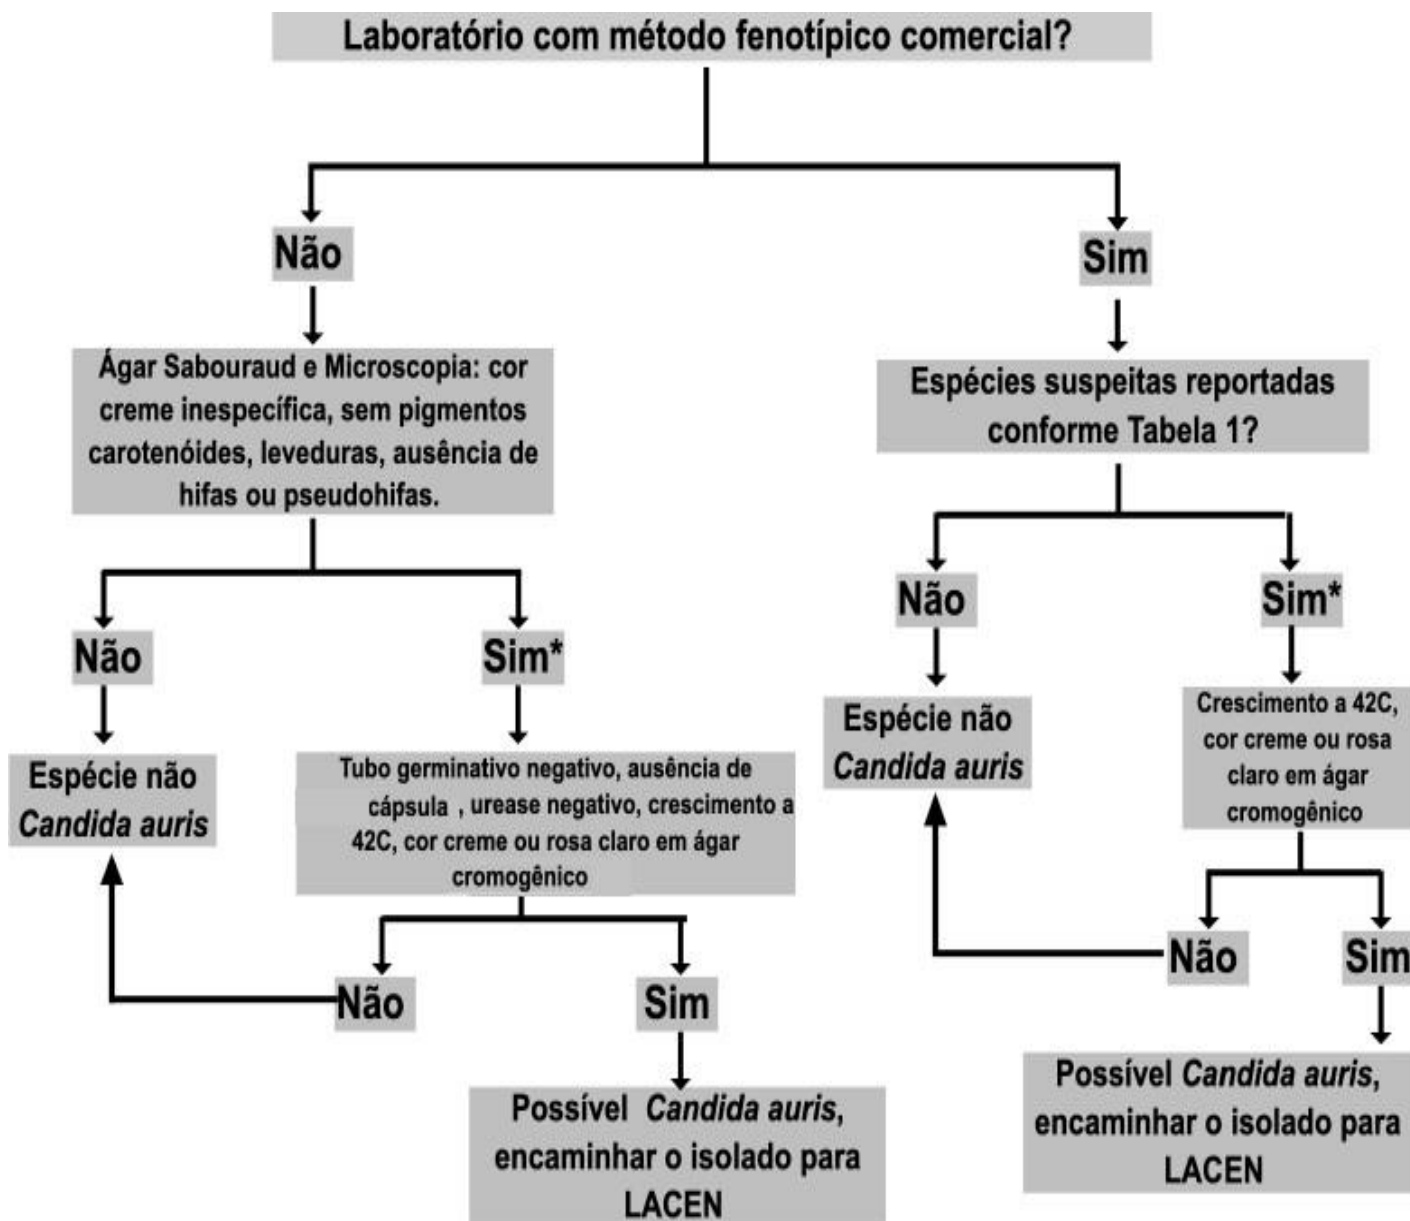 Laboratório com método fenotípico comercial?
Não
Sim
Ágar Sabouraud e Microscopia: cor
creme inespecífica, sem pigmentos
carotenóides, leveduras, ausência de
hifas ou pseudohifas.
Espécies suspeitas reportadas
conforme Tabela 1?
Não
Sim*
Não
Sim*
Espécie não
Candida auris
Tubo germinativo negativo, ausência de
cápsula , urease negativo, crescimento a
42C, cor creme ou rosa claro em ágar
cromogênico
Espécie não
Candida auris
Crescimento a 42C,
cor creme ou rosa
claro em ágar
cromogênico
Não
Sim
Não
Sim
Possível Candida auris,
encaminhar o isolado para
LACEN
Possível Candida auris,
encaminhar o isolado para
LACEN